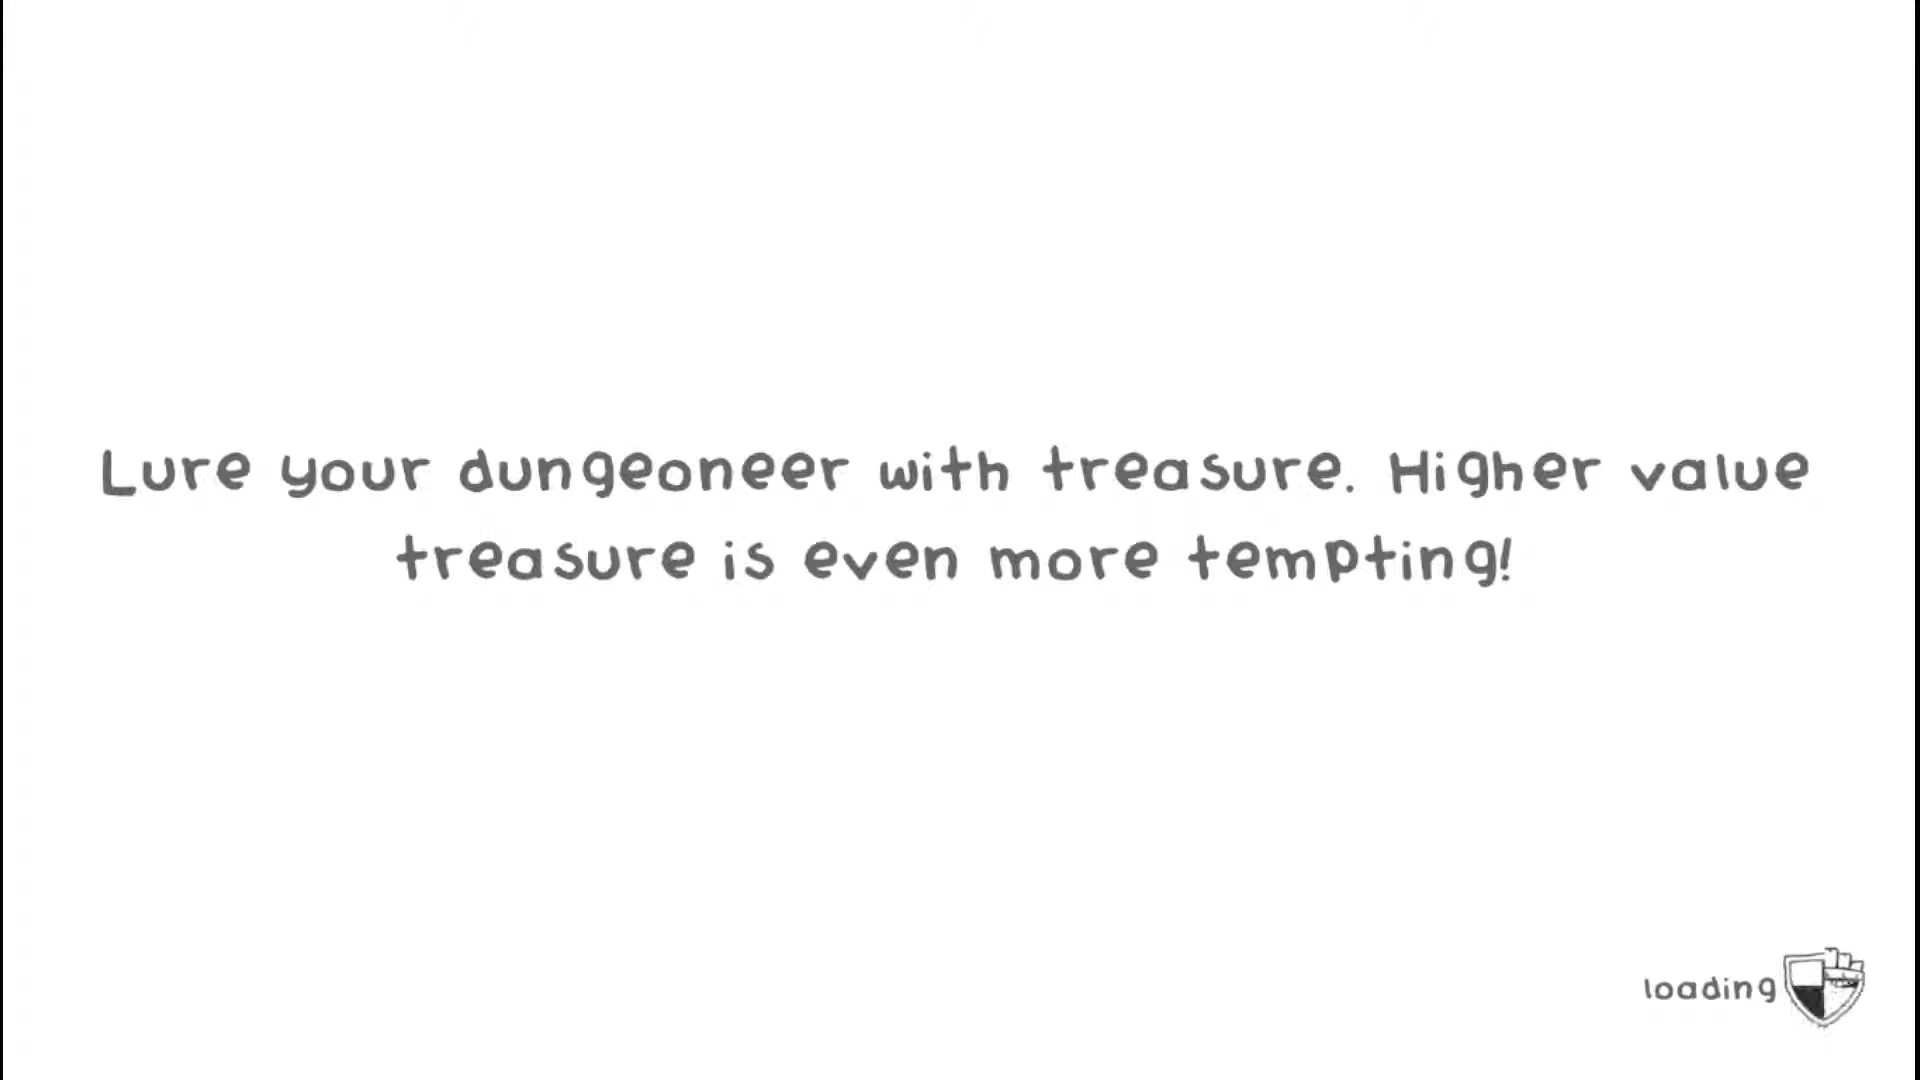 Lure your dungeoneer with treasure. Higher value
treasure is even more tempting!
loading